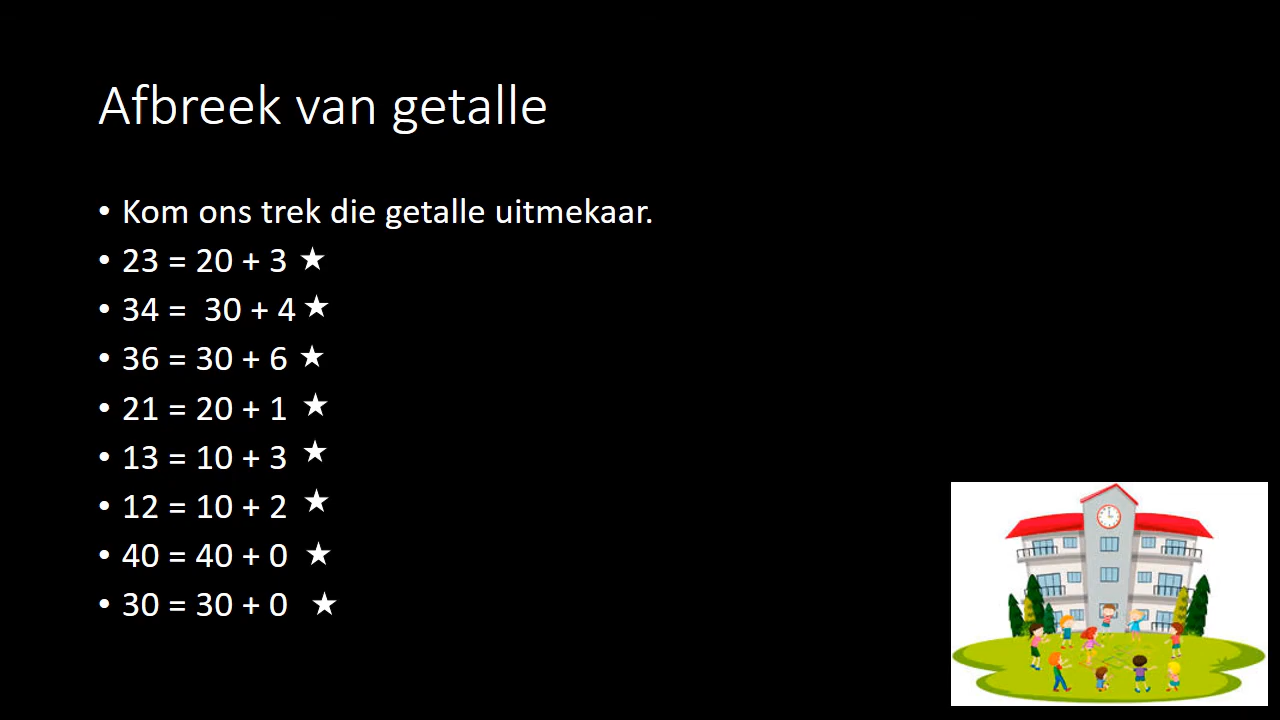 Afbreek van getalle
• Kom ons trek die getalle uitmekaar.
• 23 = 20 + 3 ★
• 34 =  30 + 4 ★
• 36 = 30 + 6 ★
• 21 = 20 + 1 ★
• 13 = 10 + 3 ★
• 12 = 10 + 2 ★
• 40 = 40 + 0 ★
• 30 = 30 + 0 ★